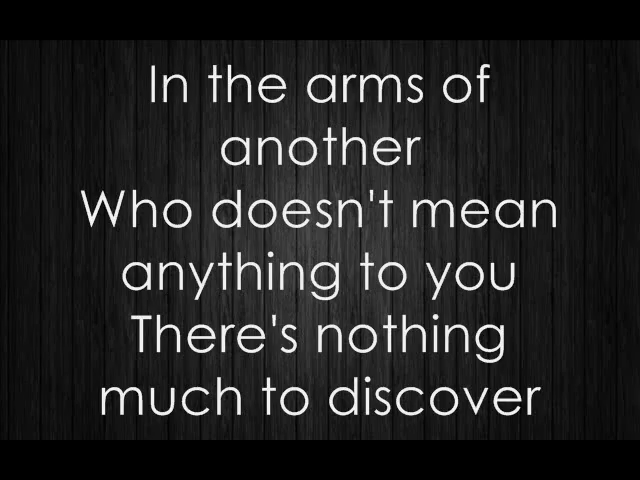 In the arms of
another
Who doesn't mean
anything to you
There's nothing
much to discover